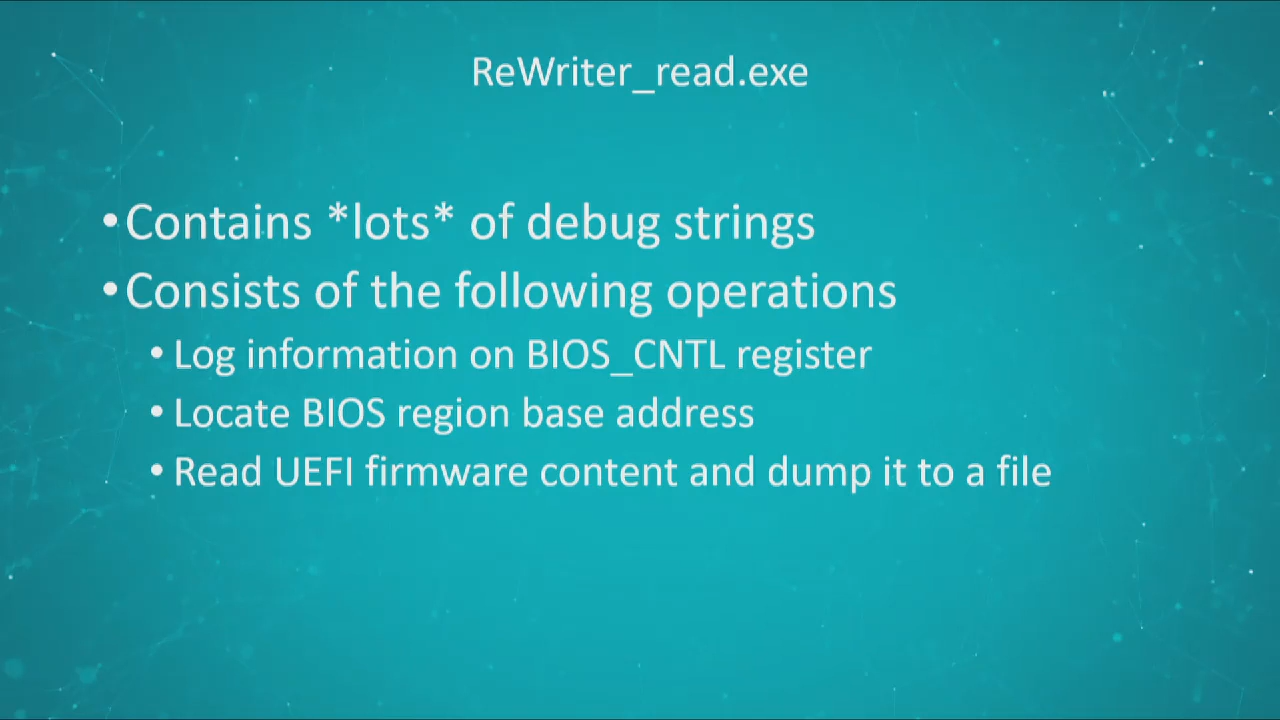 ReWriter_read.exe
•Contains *lots* of debug strings
•Consists of the following operations
• Log information on BIOS_CNTL register
• Locate BIOS region base address
• Read UEFI firmware content and dump it to a file